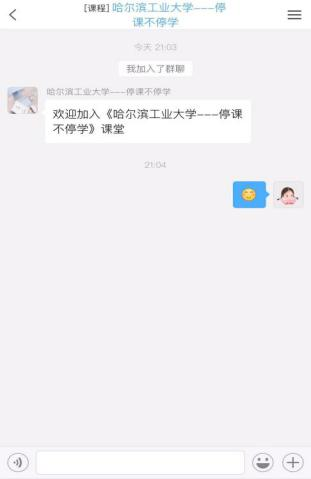 [课程] 哈尔滨工业大学---停
课不停学
今天 21:03
我加入了群聊
哈尔滨工业大学---停课不停学
欢迎加入《哈尔滨工业大学---停课
不停学》课堂
21:04